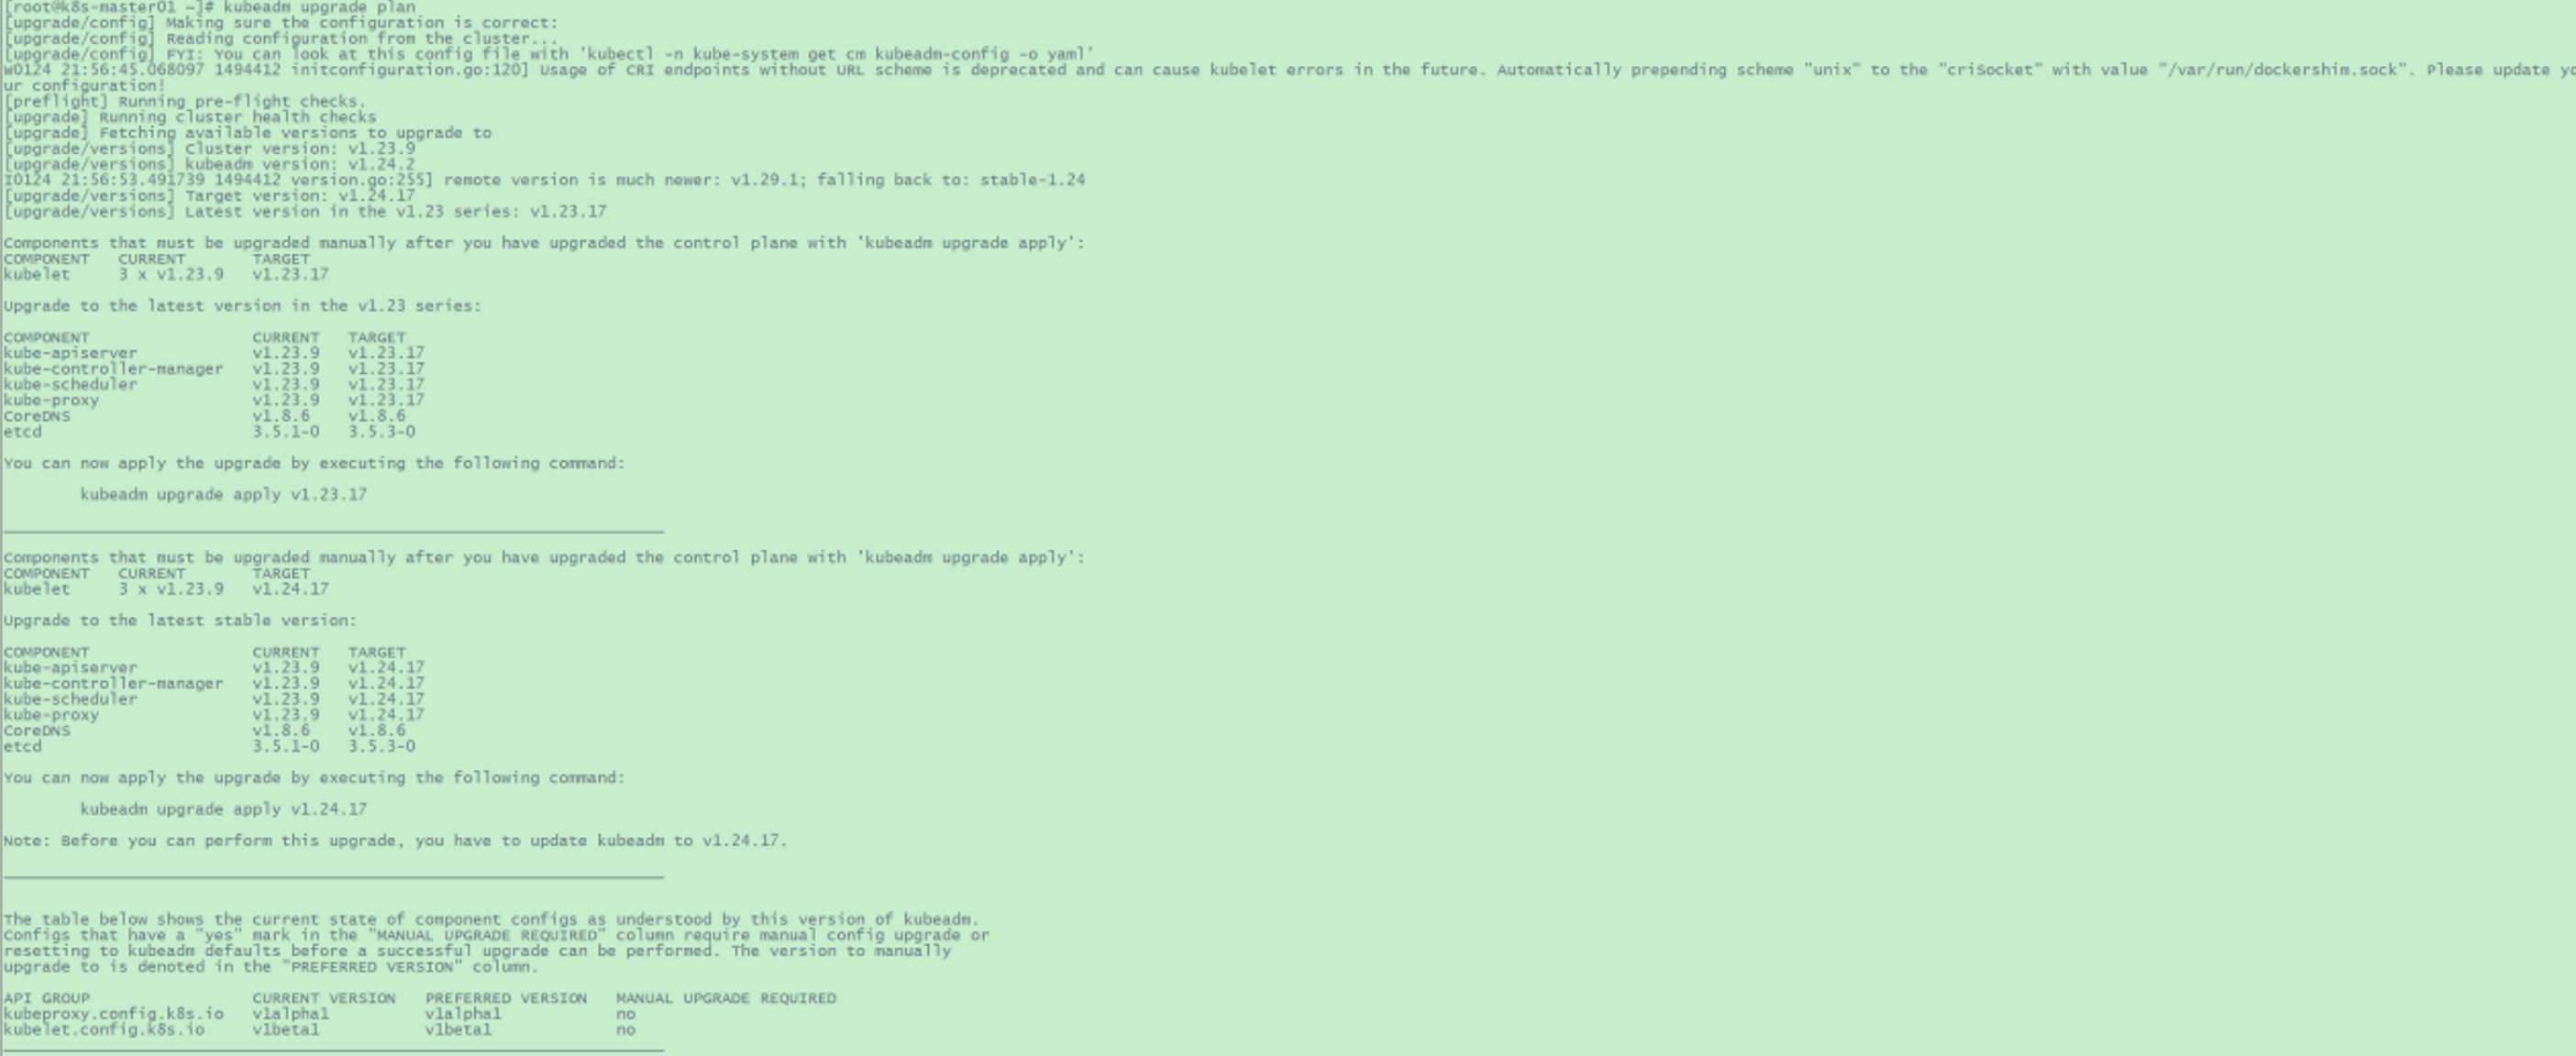 [root@k8s-master01 ~]# kubeadm upgrade plan
[upgrade/config] Making sure the configuration is correct:
[upgrade/config] Reading configuration from the cluster...
[upgrade/config] FYI: You can look at this config file with 'kubectl -n kube-system get cm kubeadm-config -o yaml'
W0124 21:56:45.068097 1494412 initconfiguration.go:120] Usage of CRI endpoints without URL scheme is deprecated and can cause kubelet errors in the future. Automatically prepending scheme "unix" to the "criSocket" with value "/var/run/dockershim.sock". Please update yo
ur configuration!
[preflight] Running pre-flight checks.
[upgrade] Running cluster health checks
[upgrade] Fetching available versions to upgrade to
[upgrade/versions] Cluster version: v1.23.9
[upgrade/versions] kubeadm version: v1.24.2
I0124 21:56:53.491739 1494412 version.go:255] remote version is much newer: v1.29.1; falling back to: stable-1.24
[upgrade/versions] Target version: v1.24.17
[upgrade/versions] Latest version in the v1.23 series: v1.23.17
Components that must be upgraded manually after you have upgraded the control plane with 'kubeadm upgrade apply':
COMPONENT   CURRENT       TARGET
kubelet     3 x v1.23.9   v1.23.17
Upgrade to the latest version in the v1.23 series:
COMPONENT                 CURRENT   TARGET
kube-apiserver            v1.23.9   v1.23.17
kube-controller-manager   v1.23.9   v1.23.17
kube-scheduler            v1.23.9   v1.23.17
kube-proxy                v1.23.9   v1.23.17
CoreDNS                   v1.8.6    v1.8.6
etcd                      3.5.1-0   3.5.3-0
You can now apply the upgrade by executing the following command:
kubeadm upgrade apply v1.23.17
Components that must be upgraded manually after you have upgraded the control plane with 'kubeadm upgrade apply':
COMPONENT   CURRENT       TARGET
kubelet     3 x v1.23.9   v1.24.17
Upgrade to the latest stable version:
COMPONENT                 CURRENT   TARGET
kube-apiserver            v1.23.9   v1.24.17
kube-controller-manager   v1.23.9   v1.24.17
kube-scheduler            v1.23.9   v1.24.17
kube-proxy                v1.23.9   v1.24.17
CoreDNS                   v1.8.6    v1.8.6
etcd                      3.5.1-0   3.5.3-0
You can now apply the upgrade by executing the following command:
kubeadm upgrade apply v1.24.17
Note: Before you can perform this upgrade, you have to update kubeadm to v1.24.17.
The table below shows the current state of component configs as understood by this version of kubeadm.
Configs that have a "yes" mark in the "MANUAL UPGRADE REQUIRED" column require manual config upgrade or
resetting to kubeadm defaults before a successful upgrade can be performed. The version to manually
upgrade to is denoted in the "PREFERRED VERSION" column.
API GROUP                 CURRENT VERSION   PREFERRED VERSION   MANUAL UPGRADE REQUIRED
kubeproxy.config.k8s.io   v1alpha1          v1alpha1            no
kubelet.config.k8s.io     v1beta1           v1beta1             no